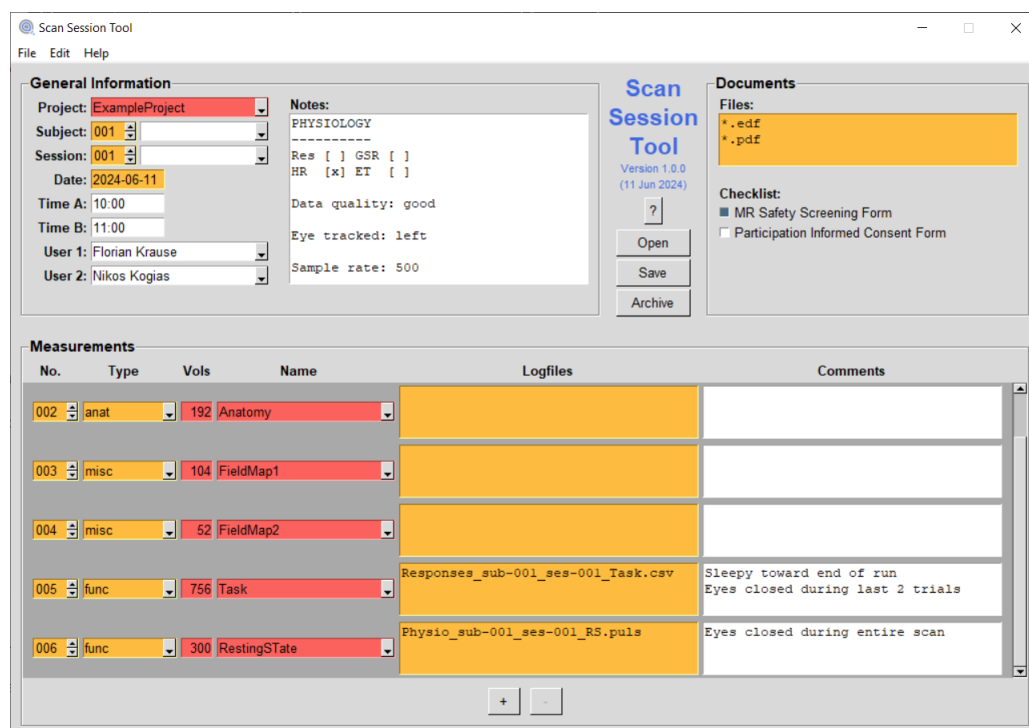 Scan Session Tool
File Edit Help
General Information
Project: ExampleProject
Subject: 001
Session: 001
Date: 2024-06-11
Time A: 10:00
Time B: 11:00
User 1: Florian Krause
User 2: Nikos Kogias
Notes:
PHYSIOLOGY
----------
Res [ ] GSR [ ]
HR [x] ET [ ]
Data quality: good
Eye tracked: left
Sample rate: 500
Scan
Session
Tool
Version 1.0.0
(11 Jun 2024)
?
Open
Save
Archive
Documents
Files:
*.edf
*.pdf
Checklist:
MR Safety Screening Form
Participation Informed Consent Form
Measurements
No. Type Vols Name Logfiles Comments
002 anat 192 Anatomy
003 misc 104 FieldMap1
004 misc 52 FieldMap2
005 func 756 Task Responses_sub-001_ses-001_Task.csv Sleepy toward end of run
Eyes closed during last 2 trials
006 func 300 RestingSTate Physio_sub-001_ses-001_RS.puls Eyes closed during entire scan
+ -